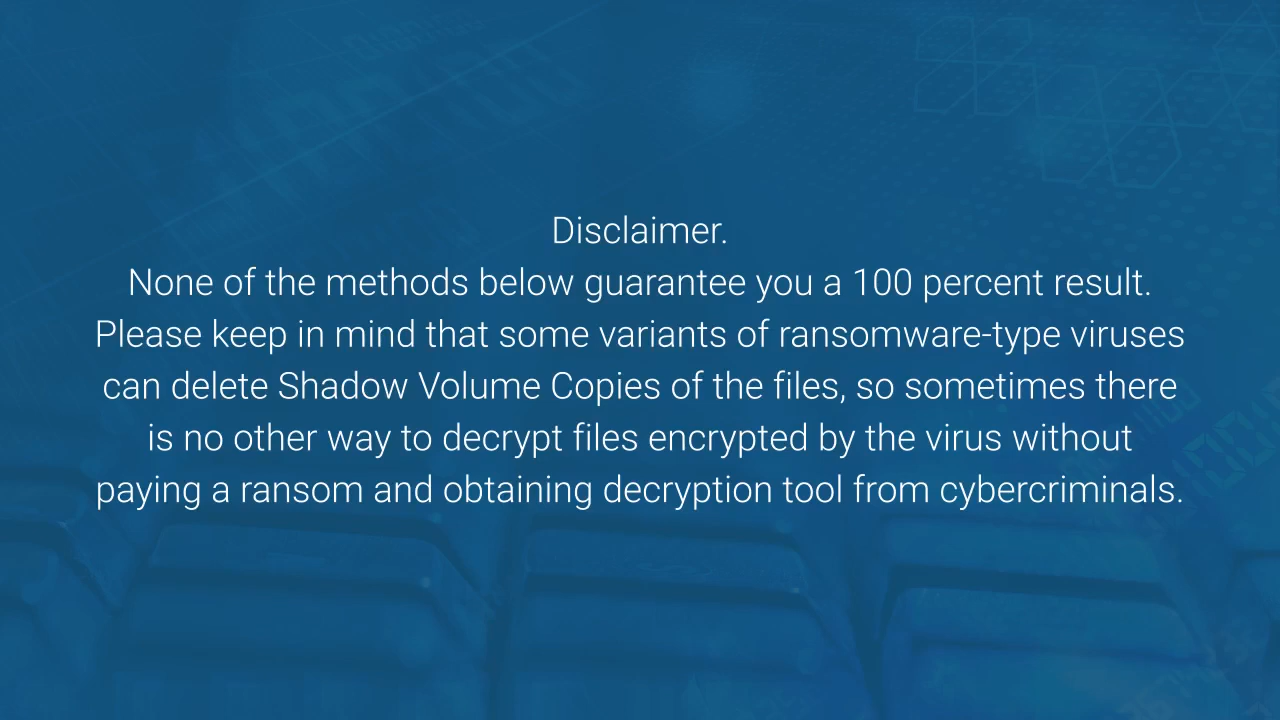 Disclaimer.
None of the methods below guarantee you a 100 percent result.
Please keep in mind that some variants of ransomware-type viruses
can delete Shadow Volume Copies of the files, so sometimes there
is no other way to decrypt files encrypted by the virus without
paying a ransom and obtaining decryption tool from cybercriminals.